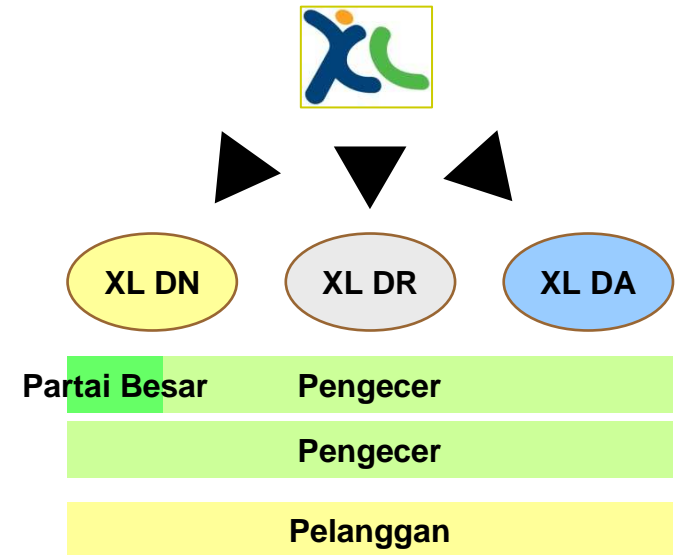 XL
XL DN
XL DR
XL DA
Partai Besar
Pengecer
Pengecer
Pelanggan